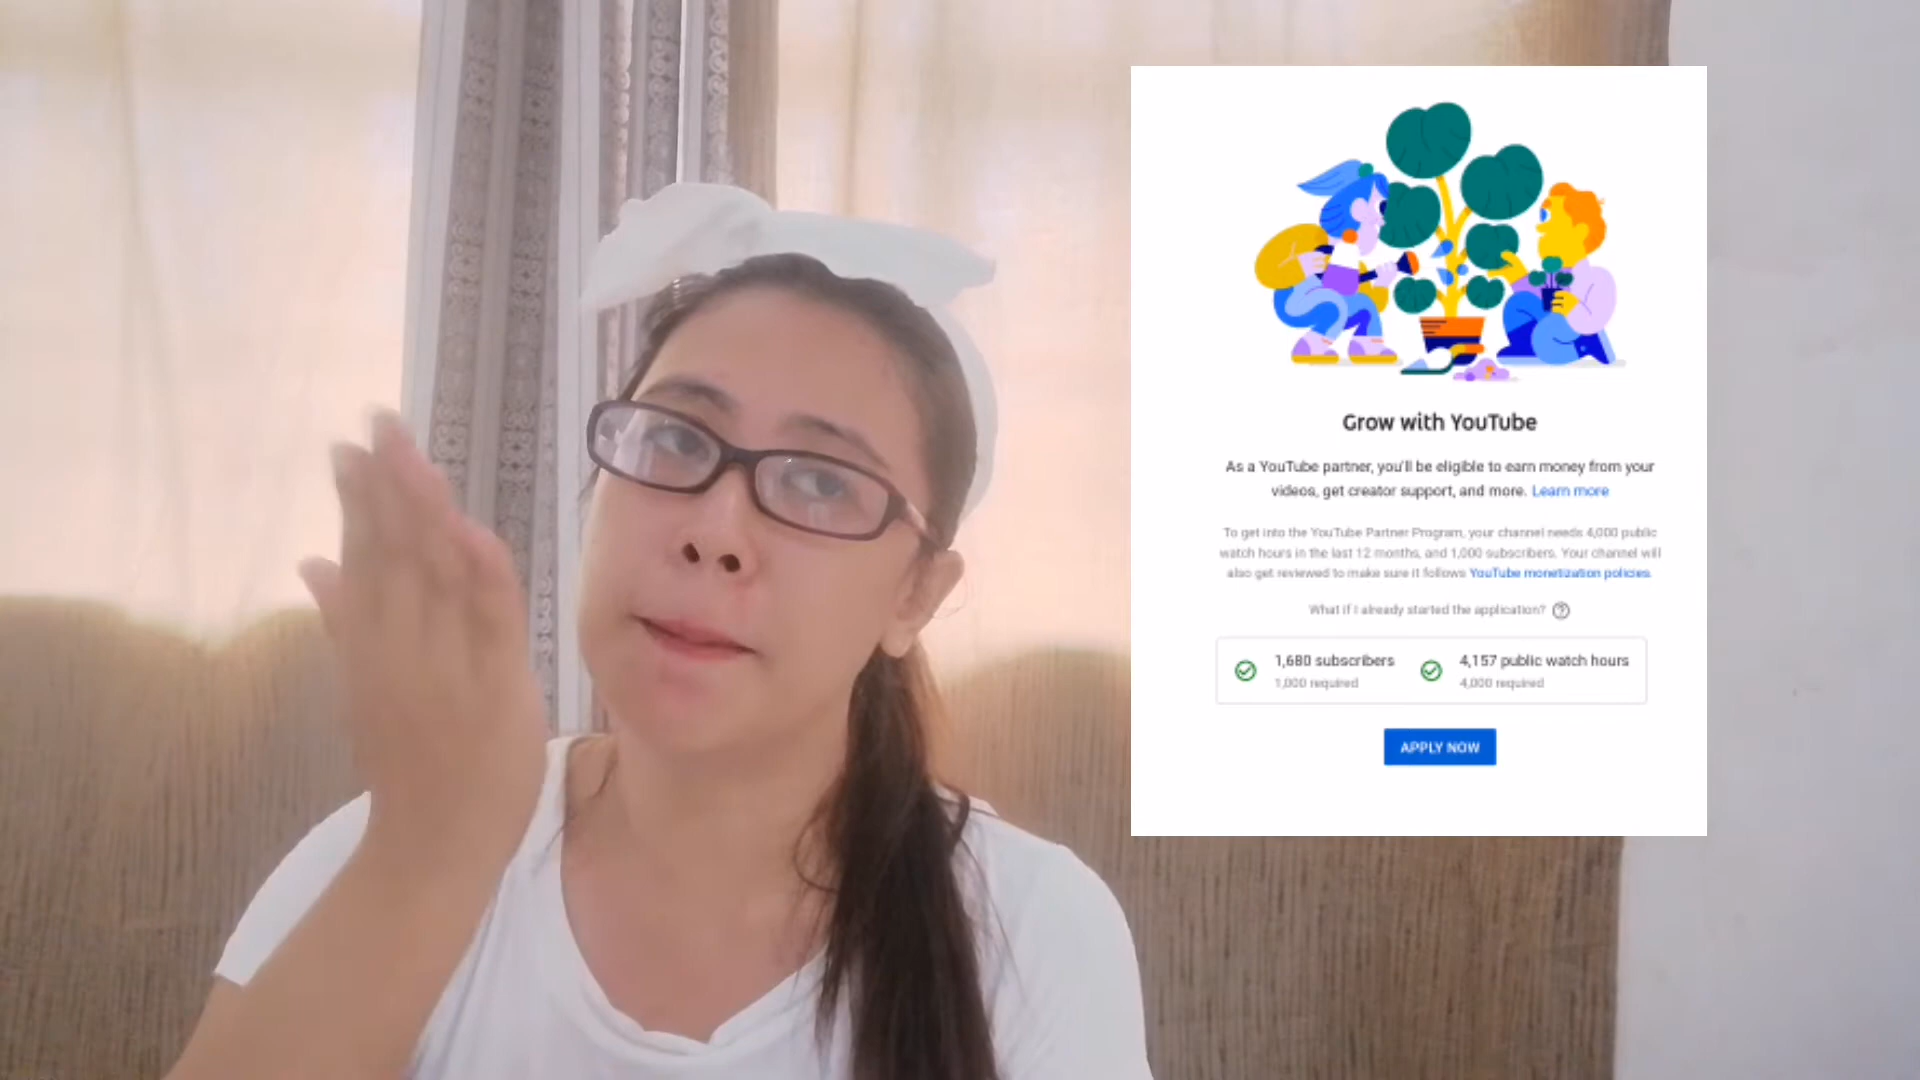 Grow with YouTube
As a YouTube partner, you'll be eligible to earn money from your
videos, get creator support, and more. Learn more
To get into the YouTube Partner Program, your channel needs 4,000 public
watch hours in the last 12 months, and 1,000 subscribers. Your channel will
also get reviewed to make sure it follows YouTube monetization policies.
What if I already started the application?
1,680 subscribers
1,000 required
4,157 public watch hours
4,000 required
APPLY NOW